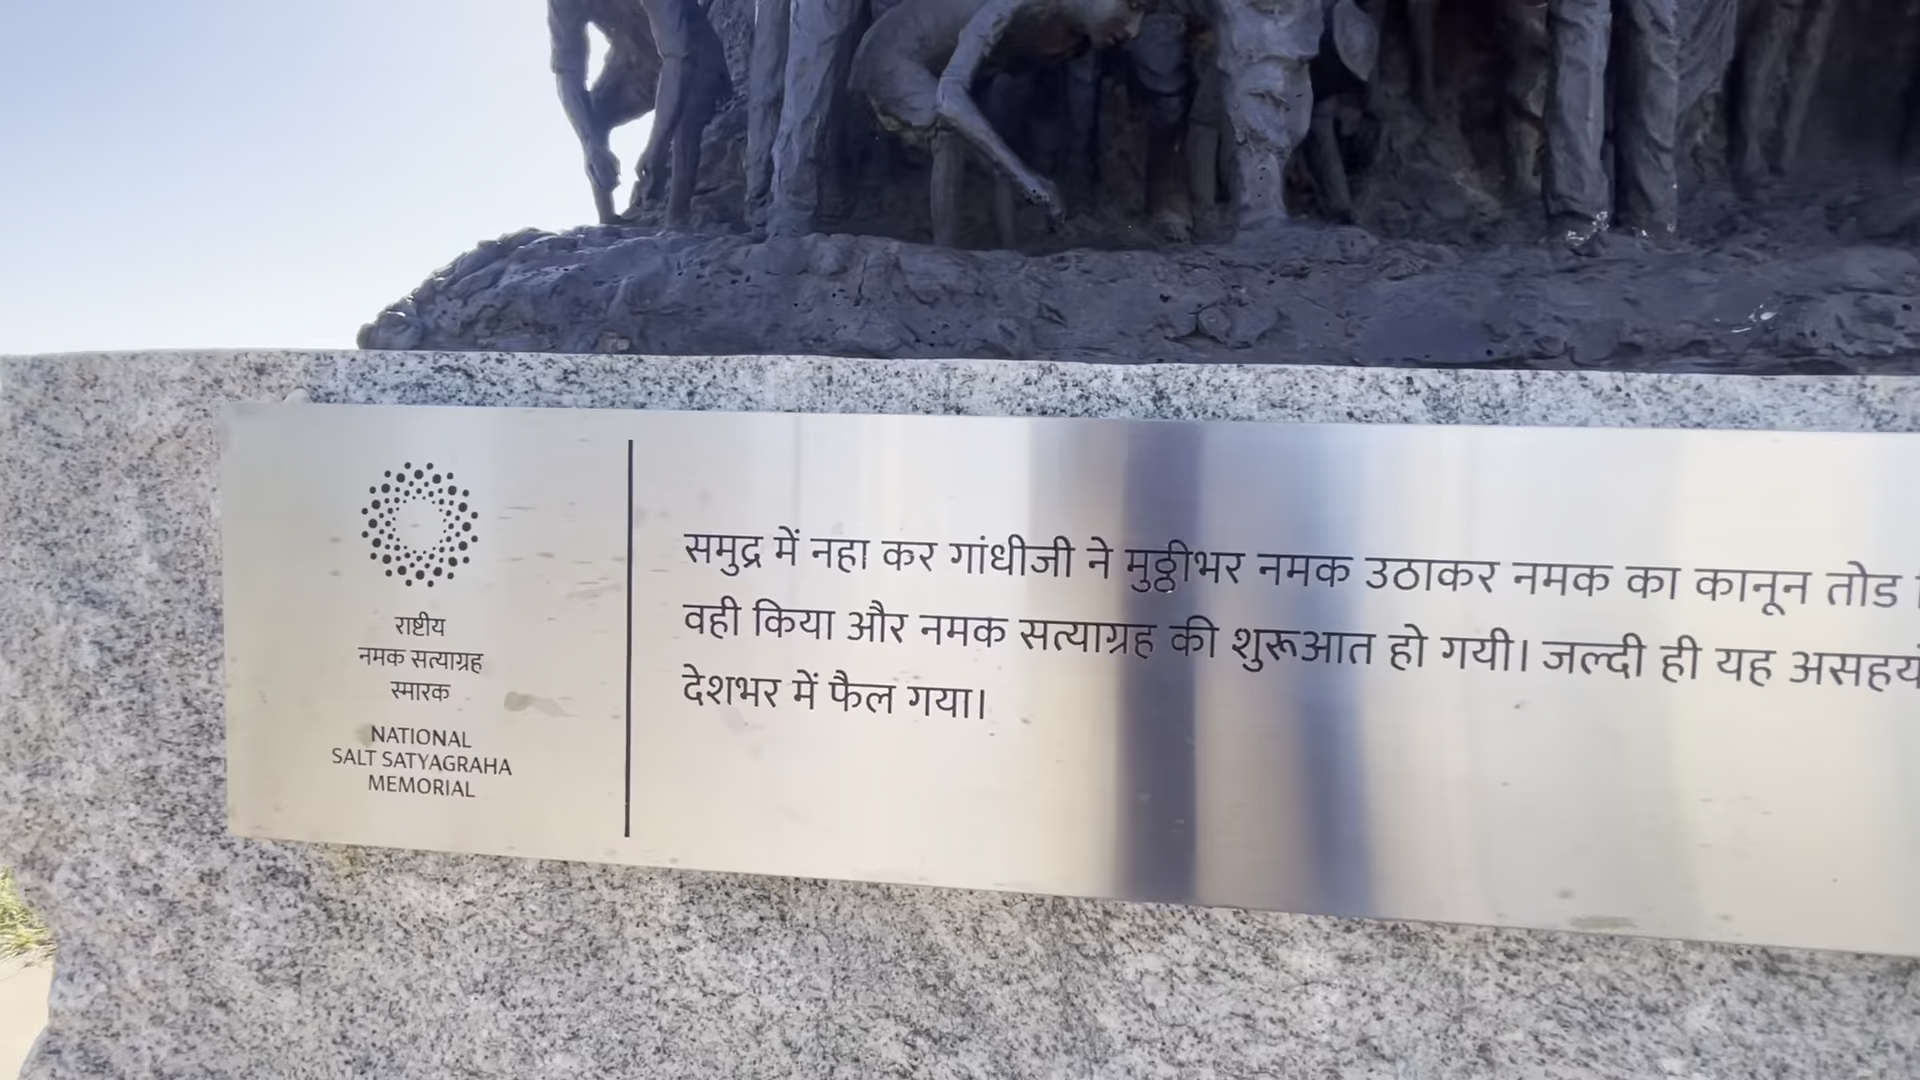 राष्टीय
नमक सत्याग्रह
स्मारक
NATIONAL
SALT SATYAGRAHA
MEMORIAL
समुद्र में नहा कर गांधीजी ने मुठ्ठीभर नमक उठाकर नमक का कानून तोड
वही किया और नमक सत्याग्रह की शुरूआत हो गयी। जल्दी ही यह
देशभर में फैल गया।